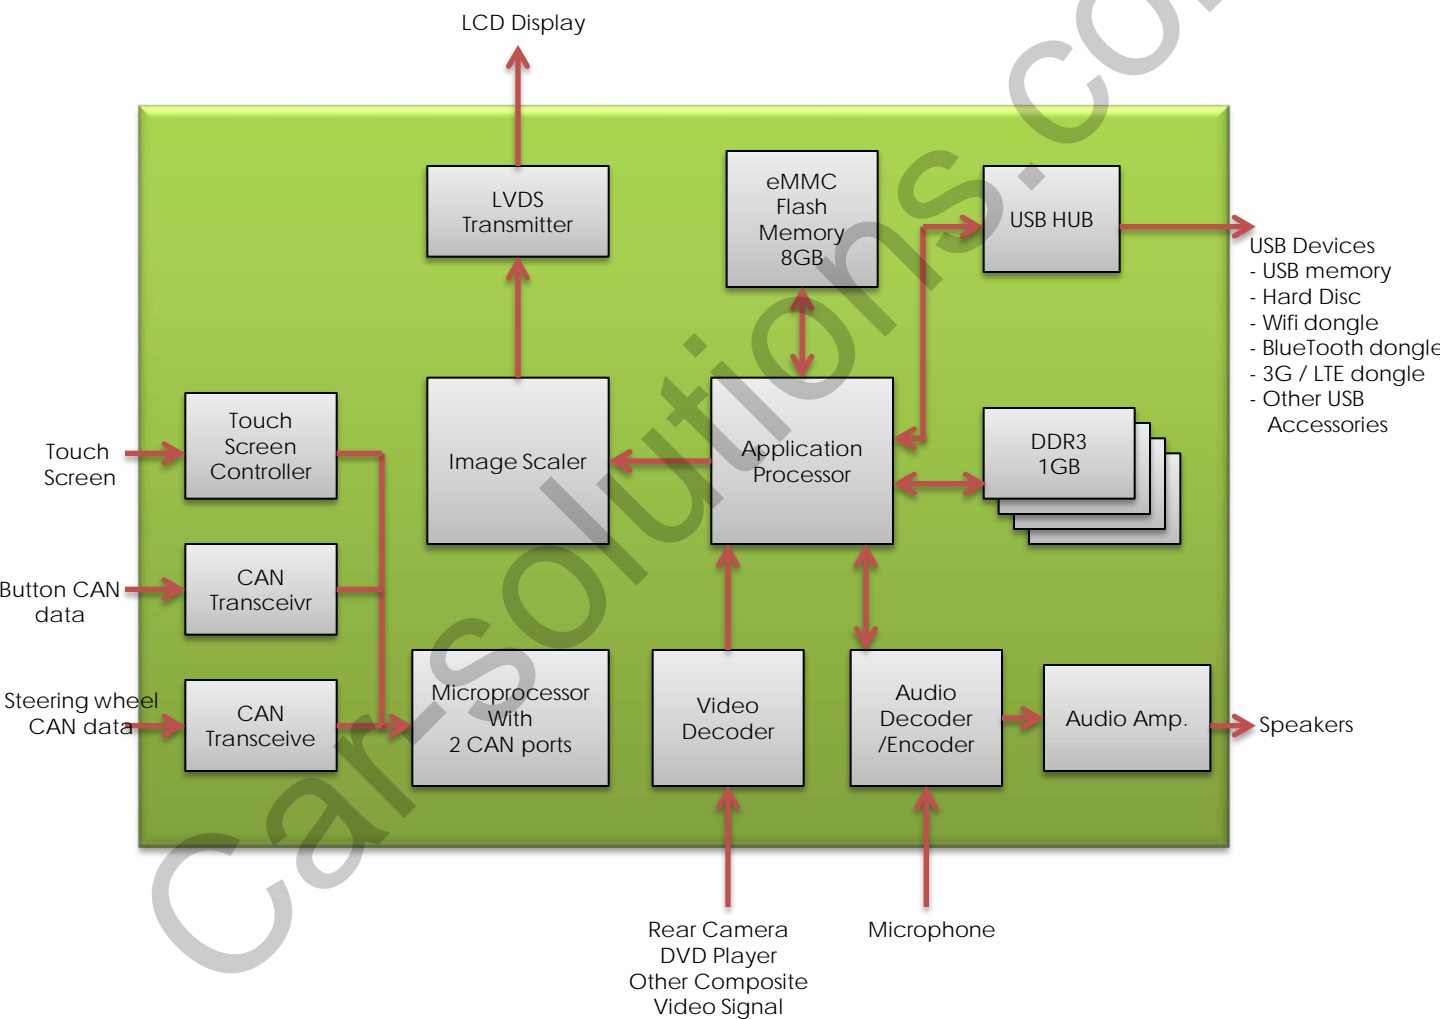 LCD Display
LVDS
Transmitter
eMMC
Flash
Memory
8GB
USB HUB
USB Devices
- USB memory
- Hard Disc
- Wifi dongle
- BlueTooth dongle
- 3G / LTE dongle
- Other USB
Accessories
Touch
Screen
Touch
Screen
Controller
Image Scaler
Application
Processor
DDR3
1GB
Button CAN
data
CAN
Transceivr
Steering wheel
CAN data
CAN
Transceive
Microprocessor
With
2 CAN ports
Video
Decoder
Audio
Decoder
/Encoder
Audio Amp.
Speakers
Rear Camera
DVD Player
Other Composite
Video Signal
Microphone
Car-solutions.co